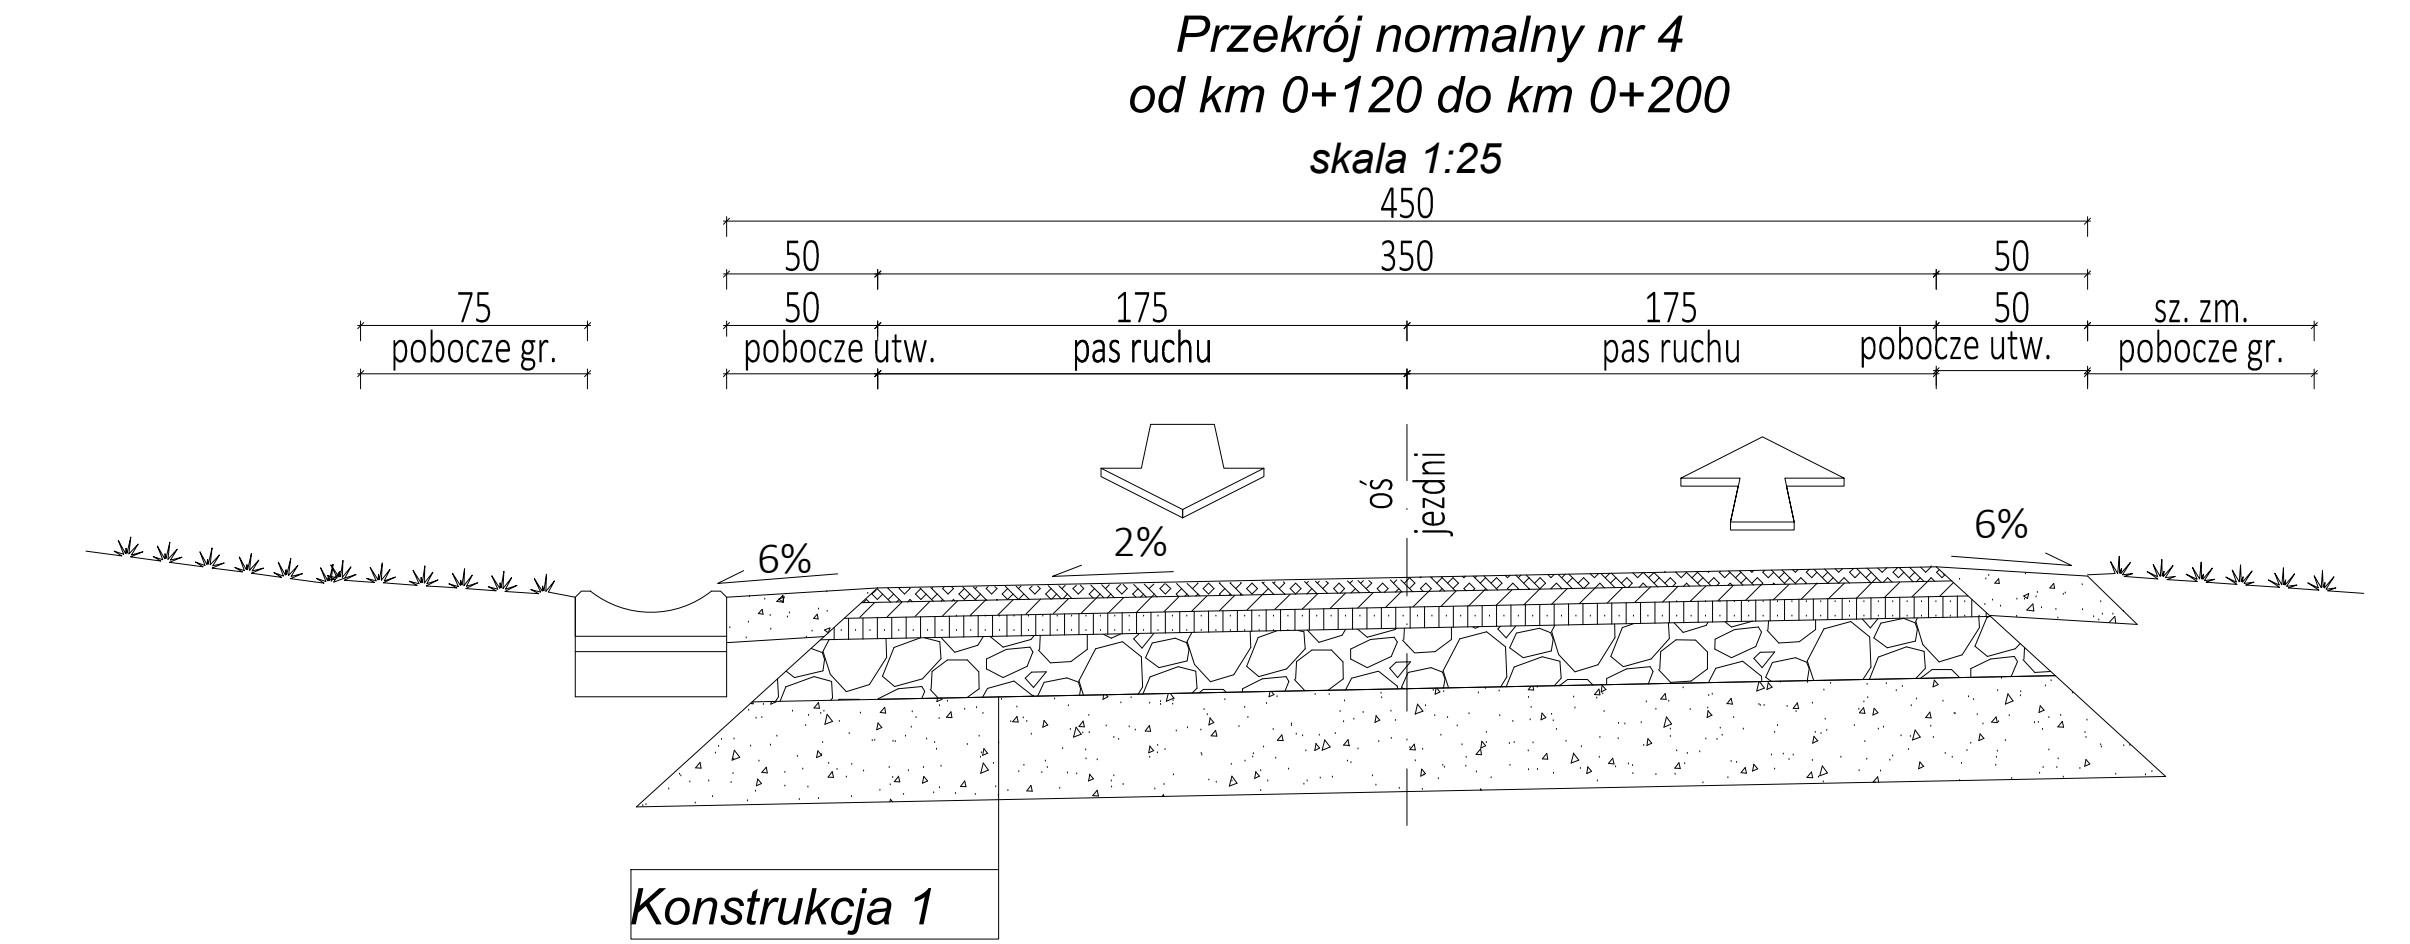 Przekrój normalny nr 4
od km 0+120 do km 0+200
skala 1:25
450
50 350 50
75 50 175 175 50 sz. zm.
pobocze gr. pobocze utw. pas ruchu pas ruchu pobocze utw. pobocze gr.
oś
jezdni
6% 2% 6%
Konstrukcja 1